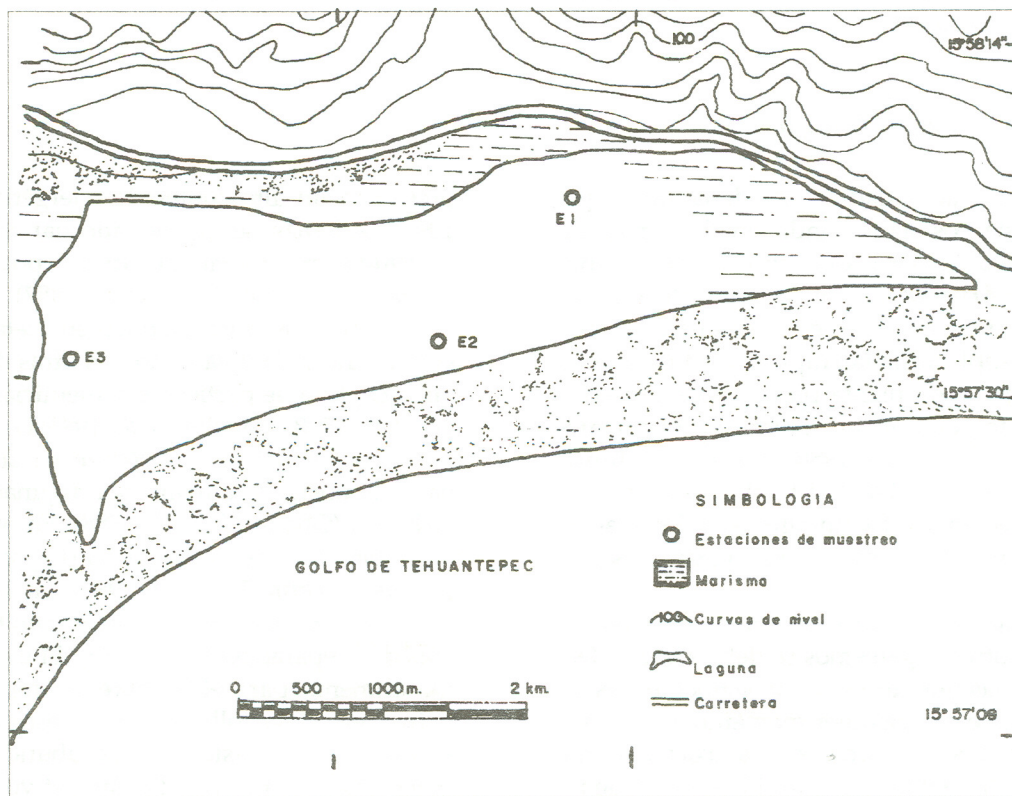 100
15°58'14"
E1
E2
E3
15°57'30"
SIMBOLOGIA
Estaciones de muestreo
Marisma
100 Curvas de nivel
Laguna
Carretera
GOLFO DE TEHUANTEPEC
0 500 1000 m. 2 km.
15° 57'08